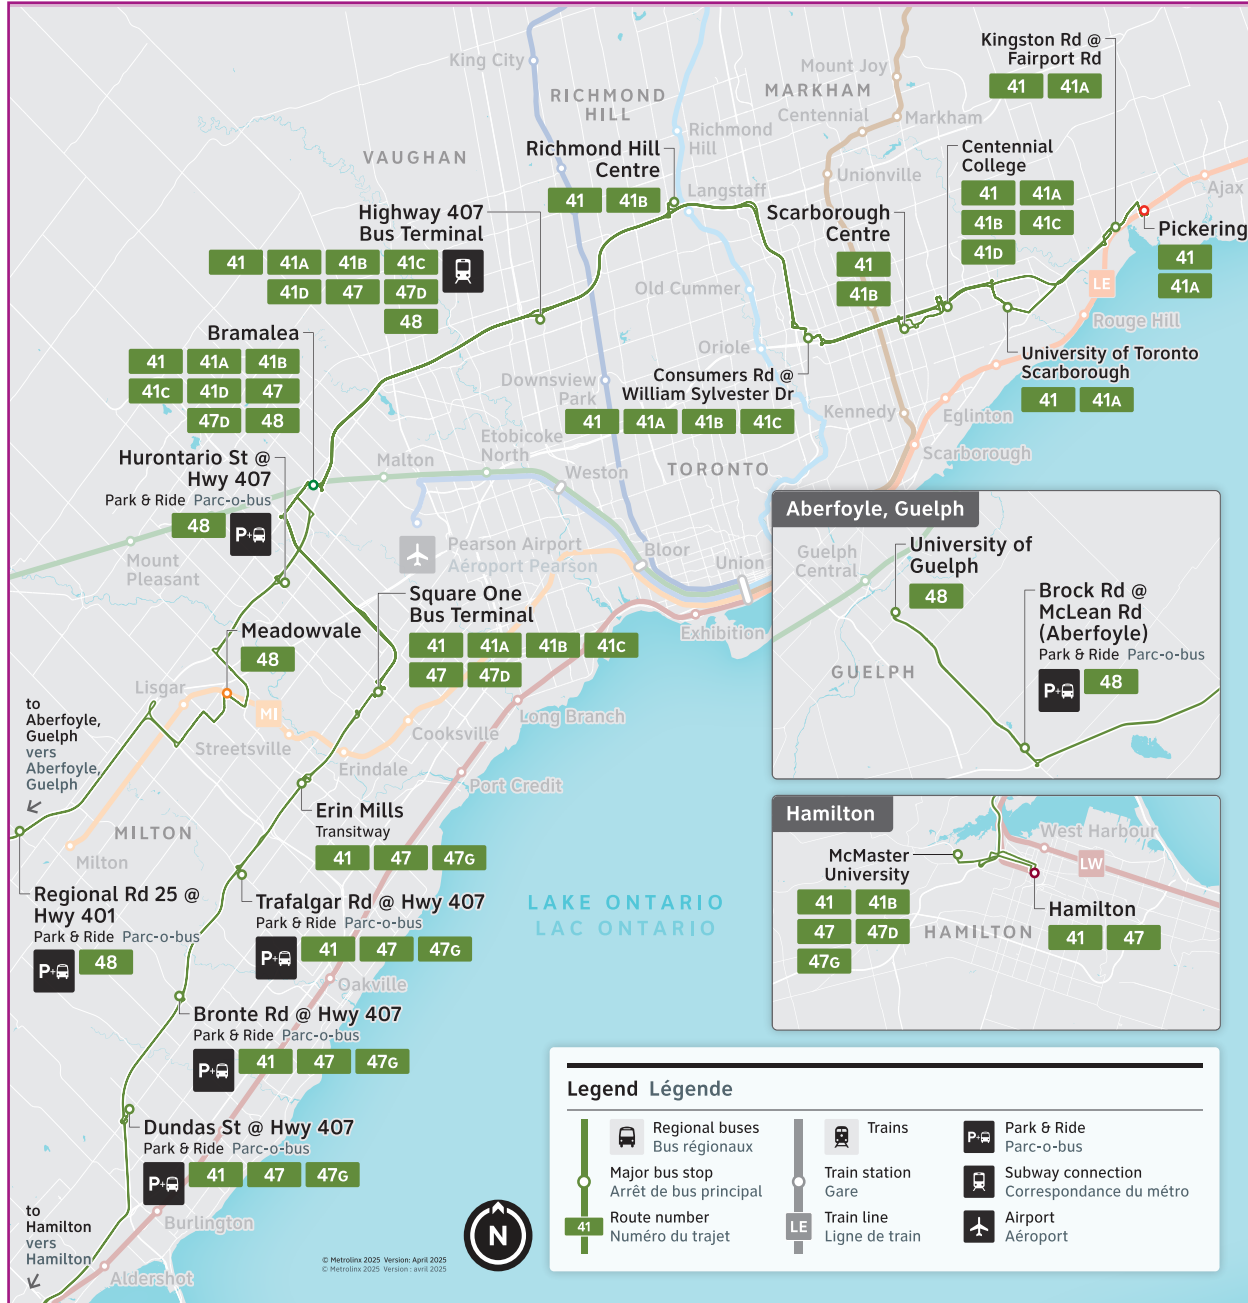 King City
RICHMOND
HILL
Mount Joy
MARKHAM
Centennial
Markham
Kingston Rd @
Fairport Rd
41 41A
VAUGHAN
Richmond
Hill
Richmond Hill
Centre
41 41B
Langstaff
Unionville
Centennial
College
41 41A
41B 41C
41D
Ajax
Highway 407
Bus Terminal
41 41A 41B 41C
41D 47 47D
48
Scarborough
Centre
41
41B
Pickering
41
41A
LE
Old Cummer
Rouge Hill
Bramalea
41 41A 41B
41C 41D 47
47D 48
Oriole
Downsview
Park
Consumers Rd @
William Sylvester Dr
41 41A 41B 41C
University of Toronto
Scarborough
41 41A
Kennedy
Eglinton
Scarborough
Etobicoke
North
Malton
Weston
TORONTO
Hurontario St @
Hwy 407
Park & Ride Parc-o-bus
48 P+
Mount
Pleasant
Pearson Airport
Aéroport Pearson
Bloor
Union
Exhibition
Square One
Bus Terminal
41 41A 41B 41C
47 47D
Meadowvale
48
Lisgar
MI
Streetsville
Cooksville
Long Branch
Erindale
Port Credit
to
Aberfoyle,
Guelph
vers
Aberfoyle,
Guelph
MILTON
Milton
Erin Mills
Transitway
41 47 47G
Regional Rd 25 @
Hwy 401
Park & Ride Parc-o-bus
P+ 48
Trafalgar Rd @ Hwy 407
Park & Ride Parc-o-bus
P+ 41 47 47G
Oakville
Bronte Rd @ Hwy 407
Park & Ride Parc-o-bus
P+ 41 47 47G
Dundas St @ Hwy 407
Park & Ride Parc-o-bus
P+ 41 47 47G
Burlington
Aldershot
to
Hamilton
vers
Hamilton
LAKE ONTARIO
LAC ONTARIO
Aberfoyle, Guelph
Guelph
Central
University of
Guelph
48
GUELPH
Brock Rd @
McLean Rd
(Aberfoyle)
Park & Ride Parc-o-bus
P+ 48
Hamilton
West Harbour
LW
McMaster
University
41 41B
47 47D
47G
HAMILTON
Hamilton
41 47
N
© Metrolinx 2025 Version: April 2025
© Metrolinx 2025 Version : avril 2025
Legend Légende
Regional buses
Bus régionaux
Major bus stop
Arrêt de bus principal
41
Route number
Numéro du trajet
Trains
Train station
Gare
LE
Train line
Ligne de train
P+
Park & Ride
Parc-o-bus
Subway connection
Correspondance du métro
Airport
Aéroport